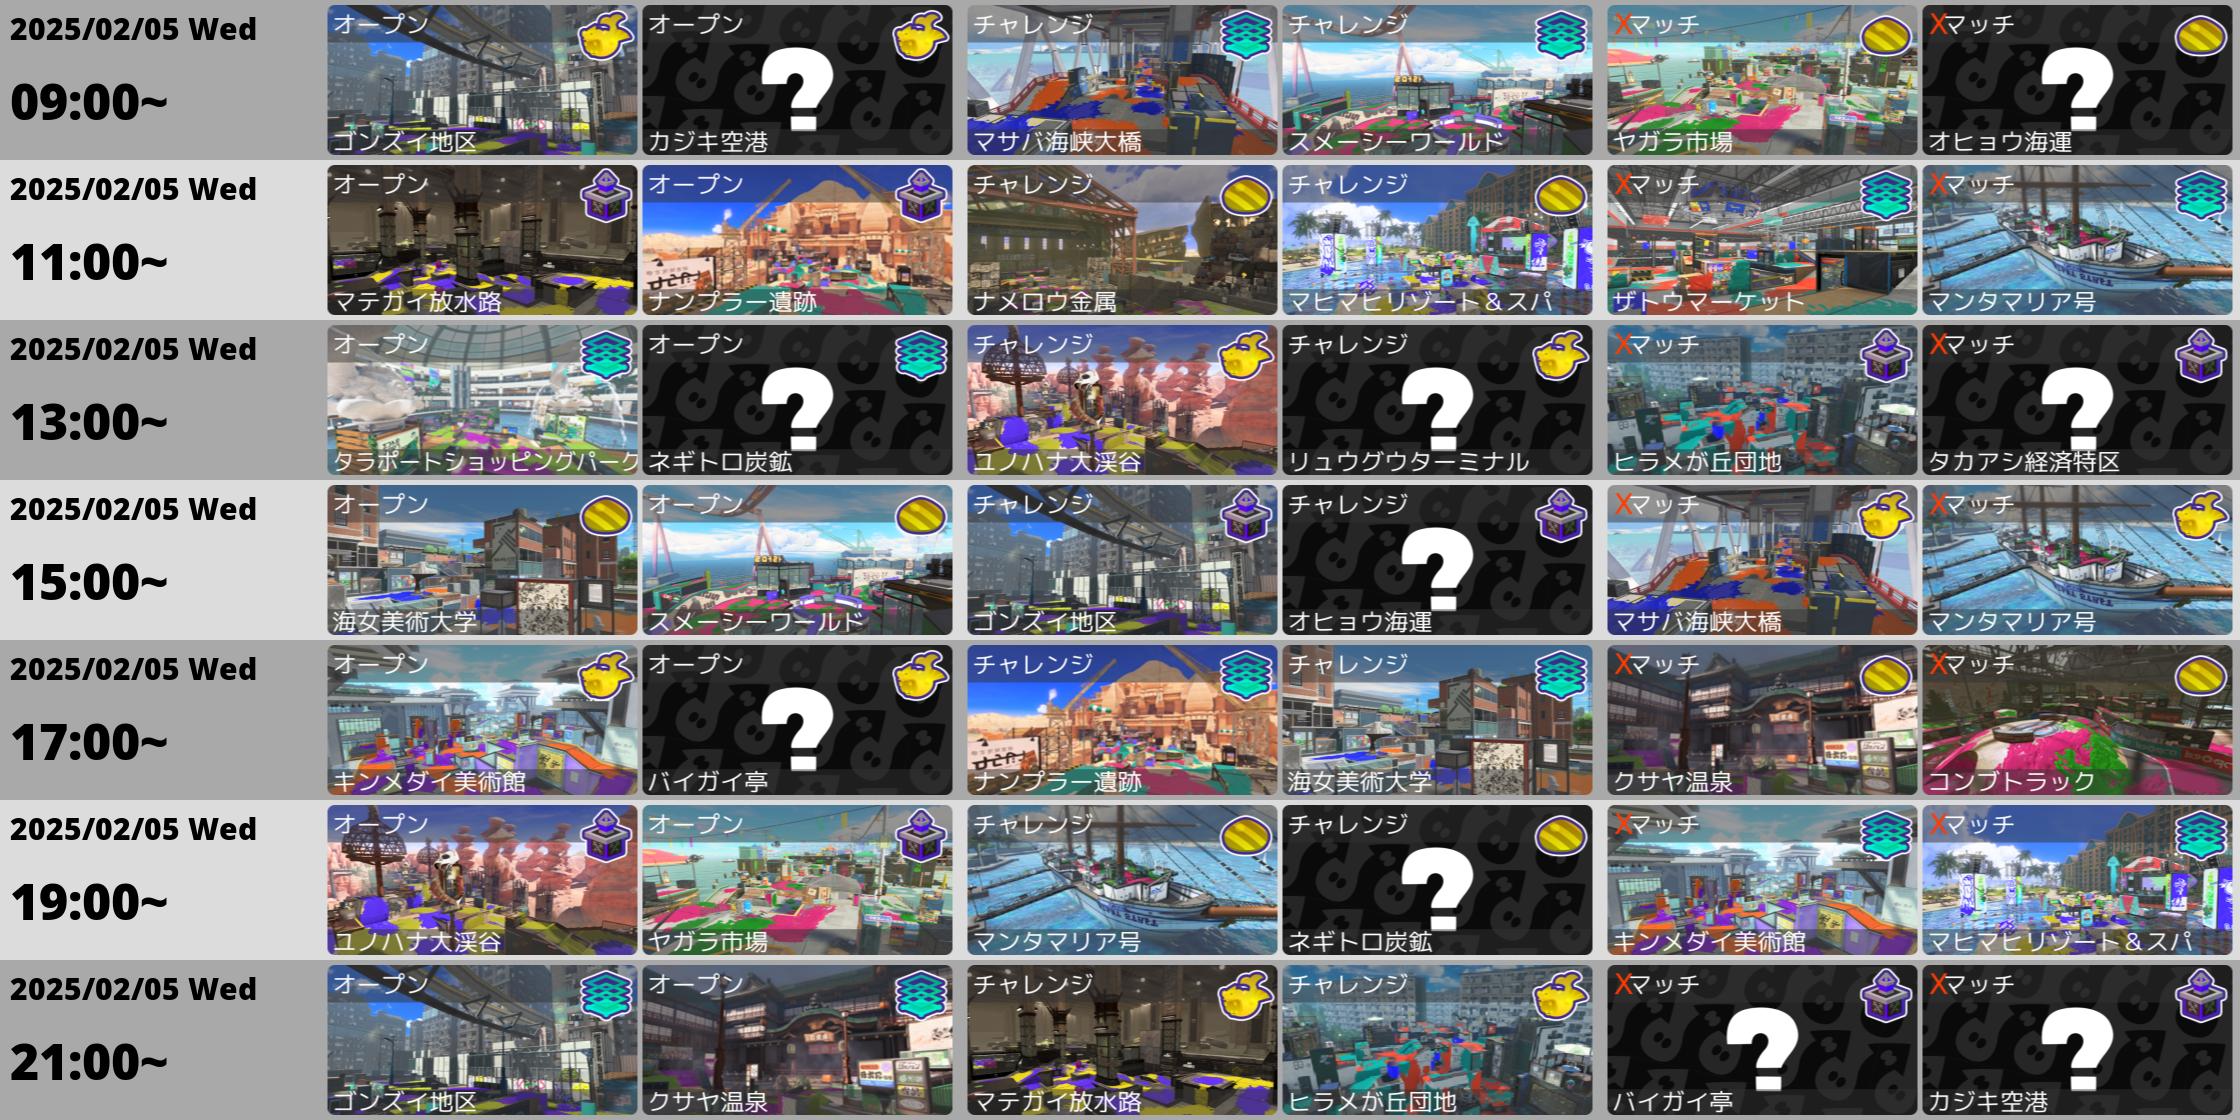 2025/02/05 Wed
09:00~
オープン
ゴンズイ地区
オープン
カジキ空港
チャレンジ
マサバ海峡大橋
チャレンジ
スメーシーワールド
Xマッチ
ヤガラ市場
Xマッチ
オヒョウ海運
2025/02/05 Wed
11:00~
オープン
マテガイ放水路
オープン
ナンプラー遺跡
チャレンジ
ナメロウ金属
チャレンジ
マヒマヒリゾート＆スパ
Xマッチ
ザトウマーケット
Xマッチ
マンタマリア号
2025/02/05 Wed
13:00~
オープン
タラポートショッピングパーク
オープン
ネギトロ炭鉱
チャレンジ
ユノハナ大渓谷
チャレンジ
リュウグウターミナル
Xマッチ
ヒラメが丘団地
Xマッチ
タカアシ経済特区
2025/02/05 Wed
15:00~
オープン
海女美術大学
オープン
スメーシーワールド
チャレンジ
ゴンズイ地区
チャレンジ
オヒョウ海運
Xマッチ
マサバ海峡大橋
Xマッチ
マンタマリア号
2025/02/05 Wed
17:00~
オープン
キンメダイ美術館
オープン
バイガイ亭
チャレンジ
ナンプラー遺跡
チャレンジ
海女美術大学
Xマッチ
クサヤ温泉
Xマッチ
コンブトラック
2025/02/05 Wed
19:00~
オープン
ユノハナ大渓谷
オープン
ヤガラ市場
チャレンジ
マンタマリア号
チャレンジ
ネギトロ炭鉱
Xマッチ
キンメダイ美術館
Xマッチ
マヒマヒリゾート＆スパ
2025/02/05 Wed
21:00~
オープン
ゴンズイ地区
オープン
クサヤ温泉
チャレンジ
マテガイ放水路
チャレンジ
ヒラメが丘団地
Xマッチ
バイガイ亭
Xマッチ
カジキ空港